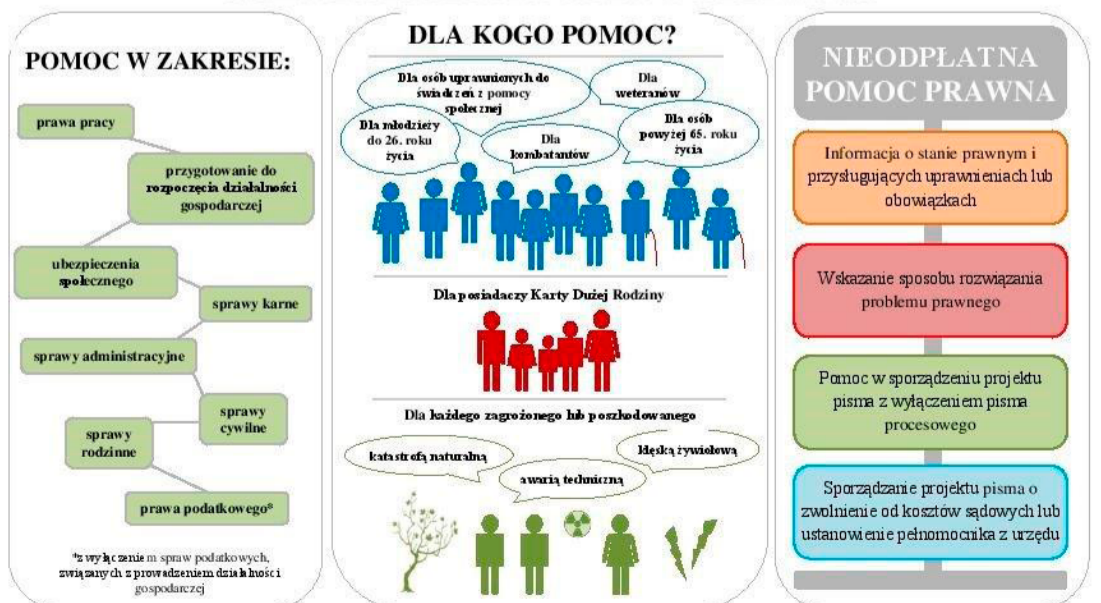 POMOC W ZAKRESIE:
prawa pracy
przygotowanie do
rozpoczęcia działalności
gospodarczej
ubezpieczenia
społecznego
sprawy karne
sprawy administracyjne
sprawy
cywilne
sprawy
rodzinne
prawa podatkowego*
*z wyłączeniem spraw podatkowych,
związanych z prowadzeniem działalności
gospodarczej
DLA KOGO POMOC?
Dla osób uprawnionych do
świadczeń z pomocy
społecznej
Dla
weteranów
Dla młodzieży
do 26. roku
życia
Dla
kombatantów
Dla osób
powyżej 65. roku
życia
Dla posiadaczy Karty Dużej Rodziny
Dla każdego zagrożonego lub poszkodowanego
katastrofą naturalną
awarią techniczną
klęską żywiołową
NIEODPŁATNA
POMOC PRAWNA
Informacja o stanie prawnym i
przysługujących uprawnieniach lub
obowiązkach
Wskazanie sposobu rozwiązania
problemu prawnego
Pomoc w sporządzeniu projektu
pisma z wyłączeniem pisma
procesowego
Sporządzanie projektu pisma o
zwolnienie od kosztów sądowych lub
ustanowienie pełnomocnika z urzędu